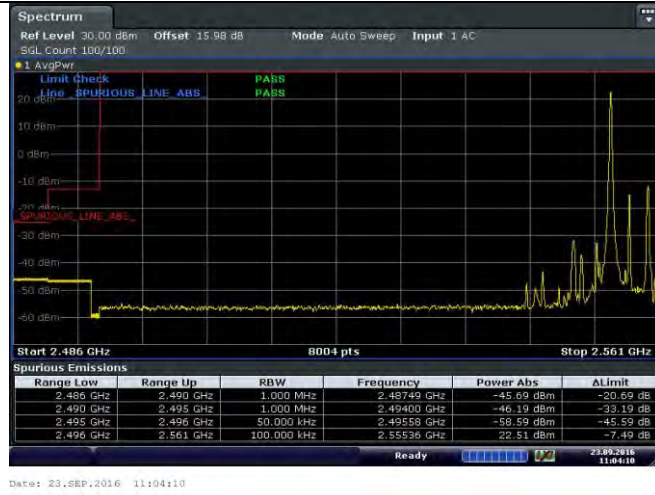 Spectrum
Ref Level 30.00 dBm Offset 15.98 dB Mode Auto Sweep Input 1 AC
SGL Count 100/100
1 AvgPwr
Limit Check PASS
Line _SPURIOUS_LINE_ABS_ PASS
20 dBm
10 dBm
0 dBm
-10 dBm
-20 dBm
_SPURIOUS_LINE_ABS_
-30 dBm
-40 dBm
-50 dBm
-60 dBm
Start 2.486 GHz 8004 pts Stop 2.561 GHz
Spurious Emissions
Range Low Range Up RBW Frequency Power Abs ΔLimit
2.486 GHz 2.490 GHz 1.000 MHz 2.48749 GHz -45.69 dBm -20.69 dB
2.490 GHz 2.495 GHz 1.000 MHz 2.49400 GHz -46.19 dBm -33.19 dB
2.495 GHz 2.496 GHz 50.000 kHz 2.49558 GHz -58.59 dBm -45.59 dB
2.496 GHz 2.561 GHz 100.000 kHz 2.55536 GHz 22.51 dBm -7.49 dB
Ready 23.09.2016
11:04:10
Date: 23.SEP.2016 11:04:10